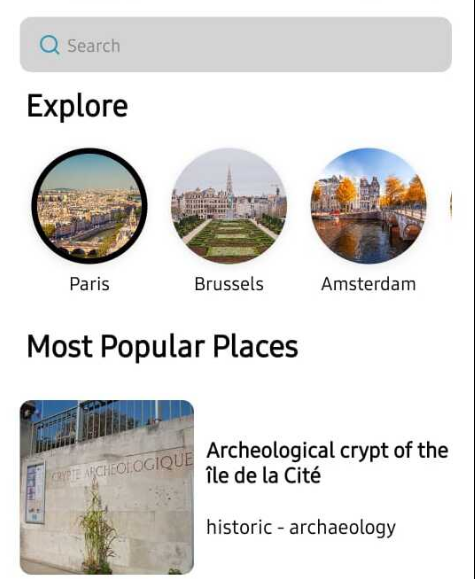 Search
Explore
Paris
Brussels
Amsterdam
Most Popular Places
CRYPTE ARCHEOLOGIQUE
Archeological crypt of the
île de la Cité
historic - archaeology